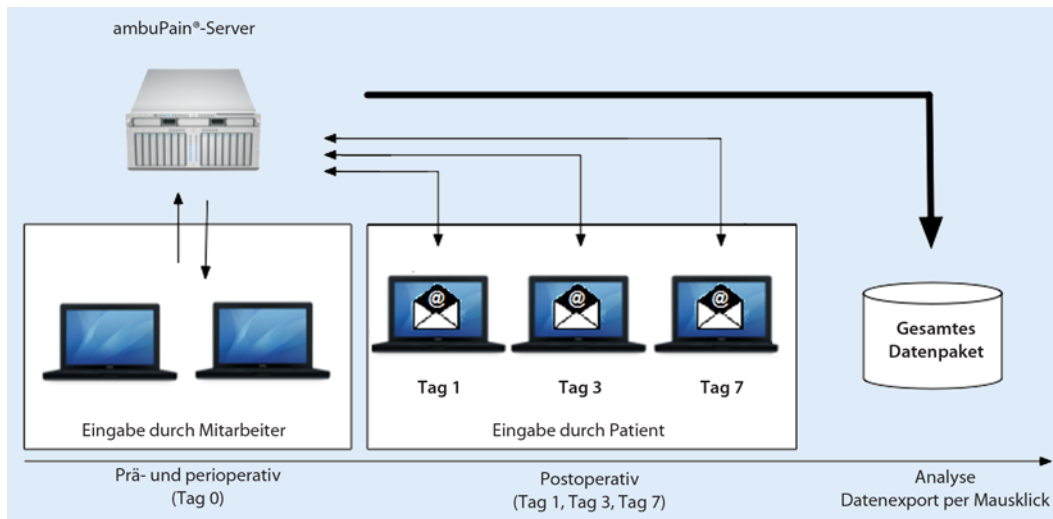 ambuPain®-Server
@
@
@
Gesamtes
Datenpaket
Tag 1
Tag 3
Tag 7
Eingabe durch Mitarbeiter
Eingabe durch Patient
Prä- und perioperativ
(Tag 0)
Postoperativ
(Tag 1, Tag 3, Tag 7)
Analyse
Datenexport per Mausklick